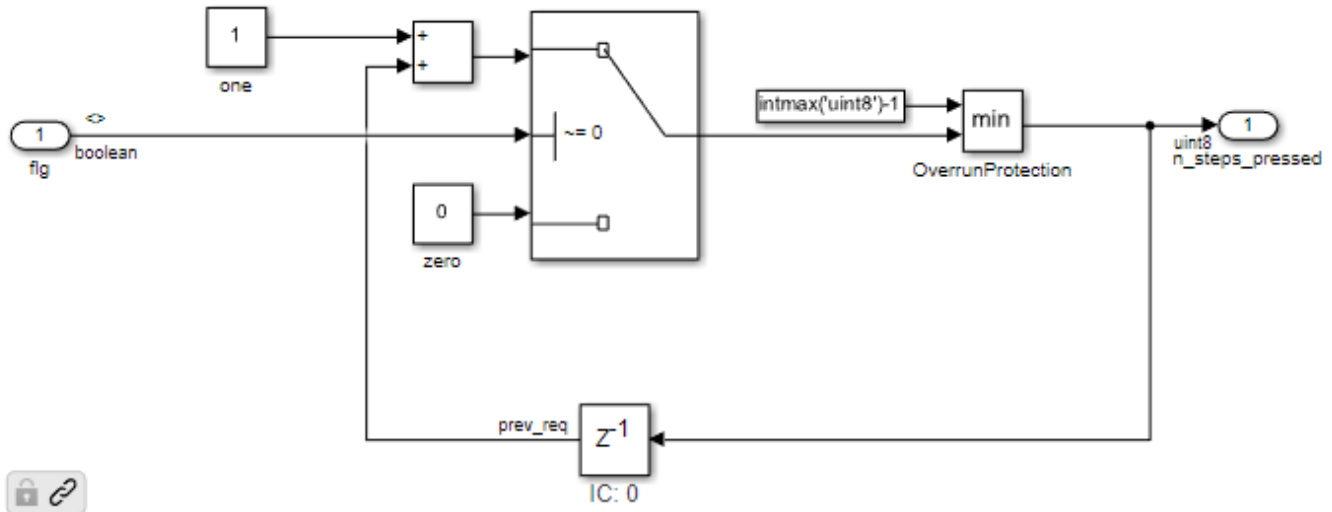 1
one
+
+
1
flg
<>
boolean
~= 0
0
zero
intmax('uint8')-1
min
OverrunProtection
1
uint8
n_steps_pressed
prev_req
Z-1
IC: 0